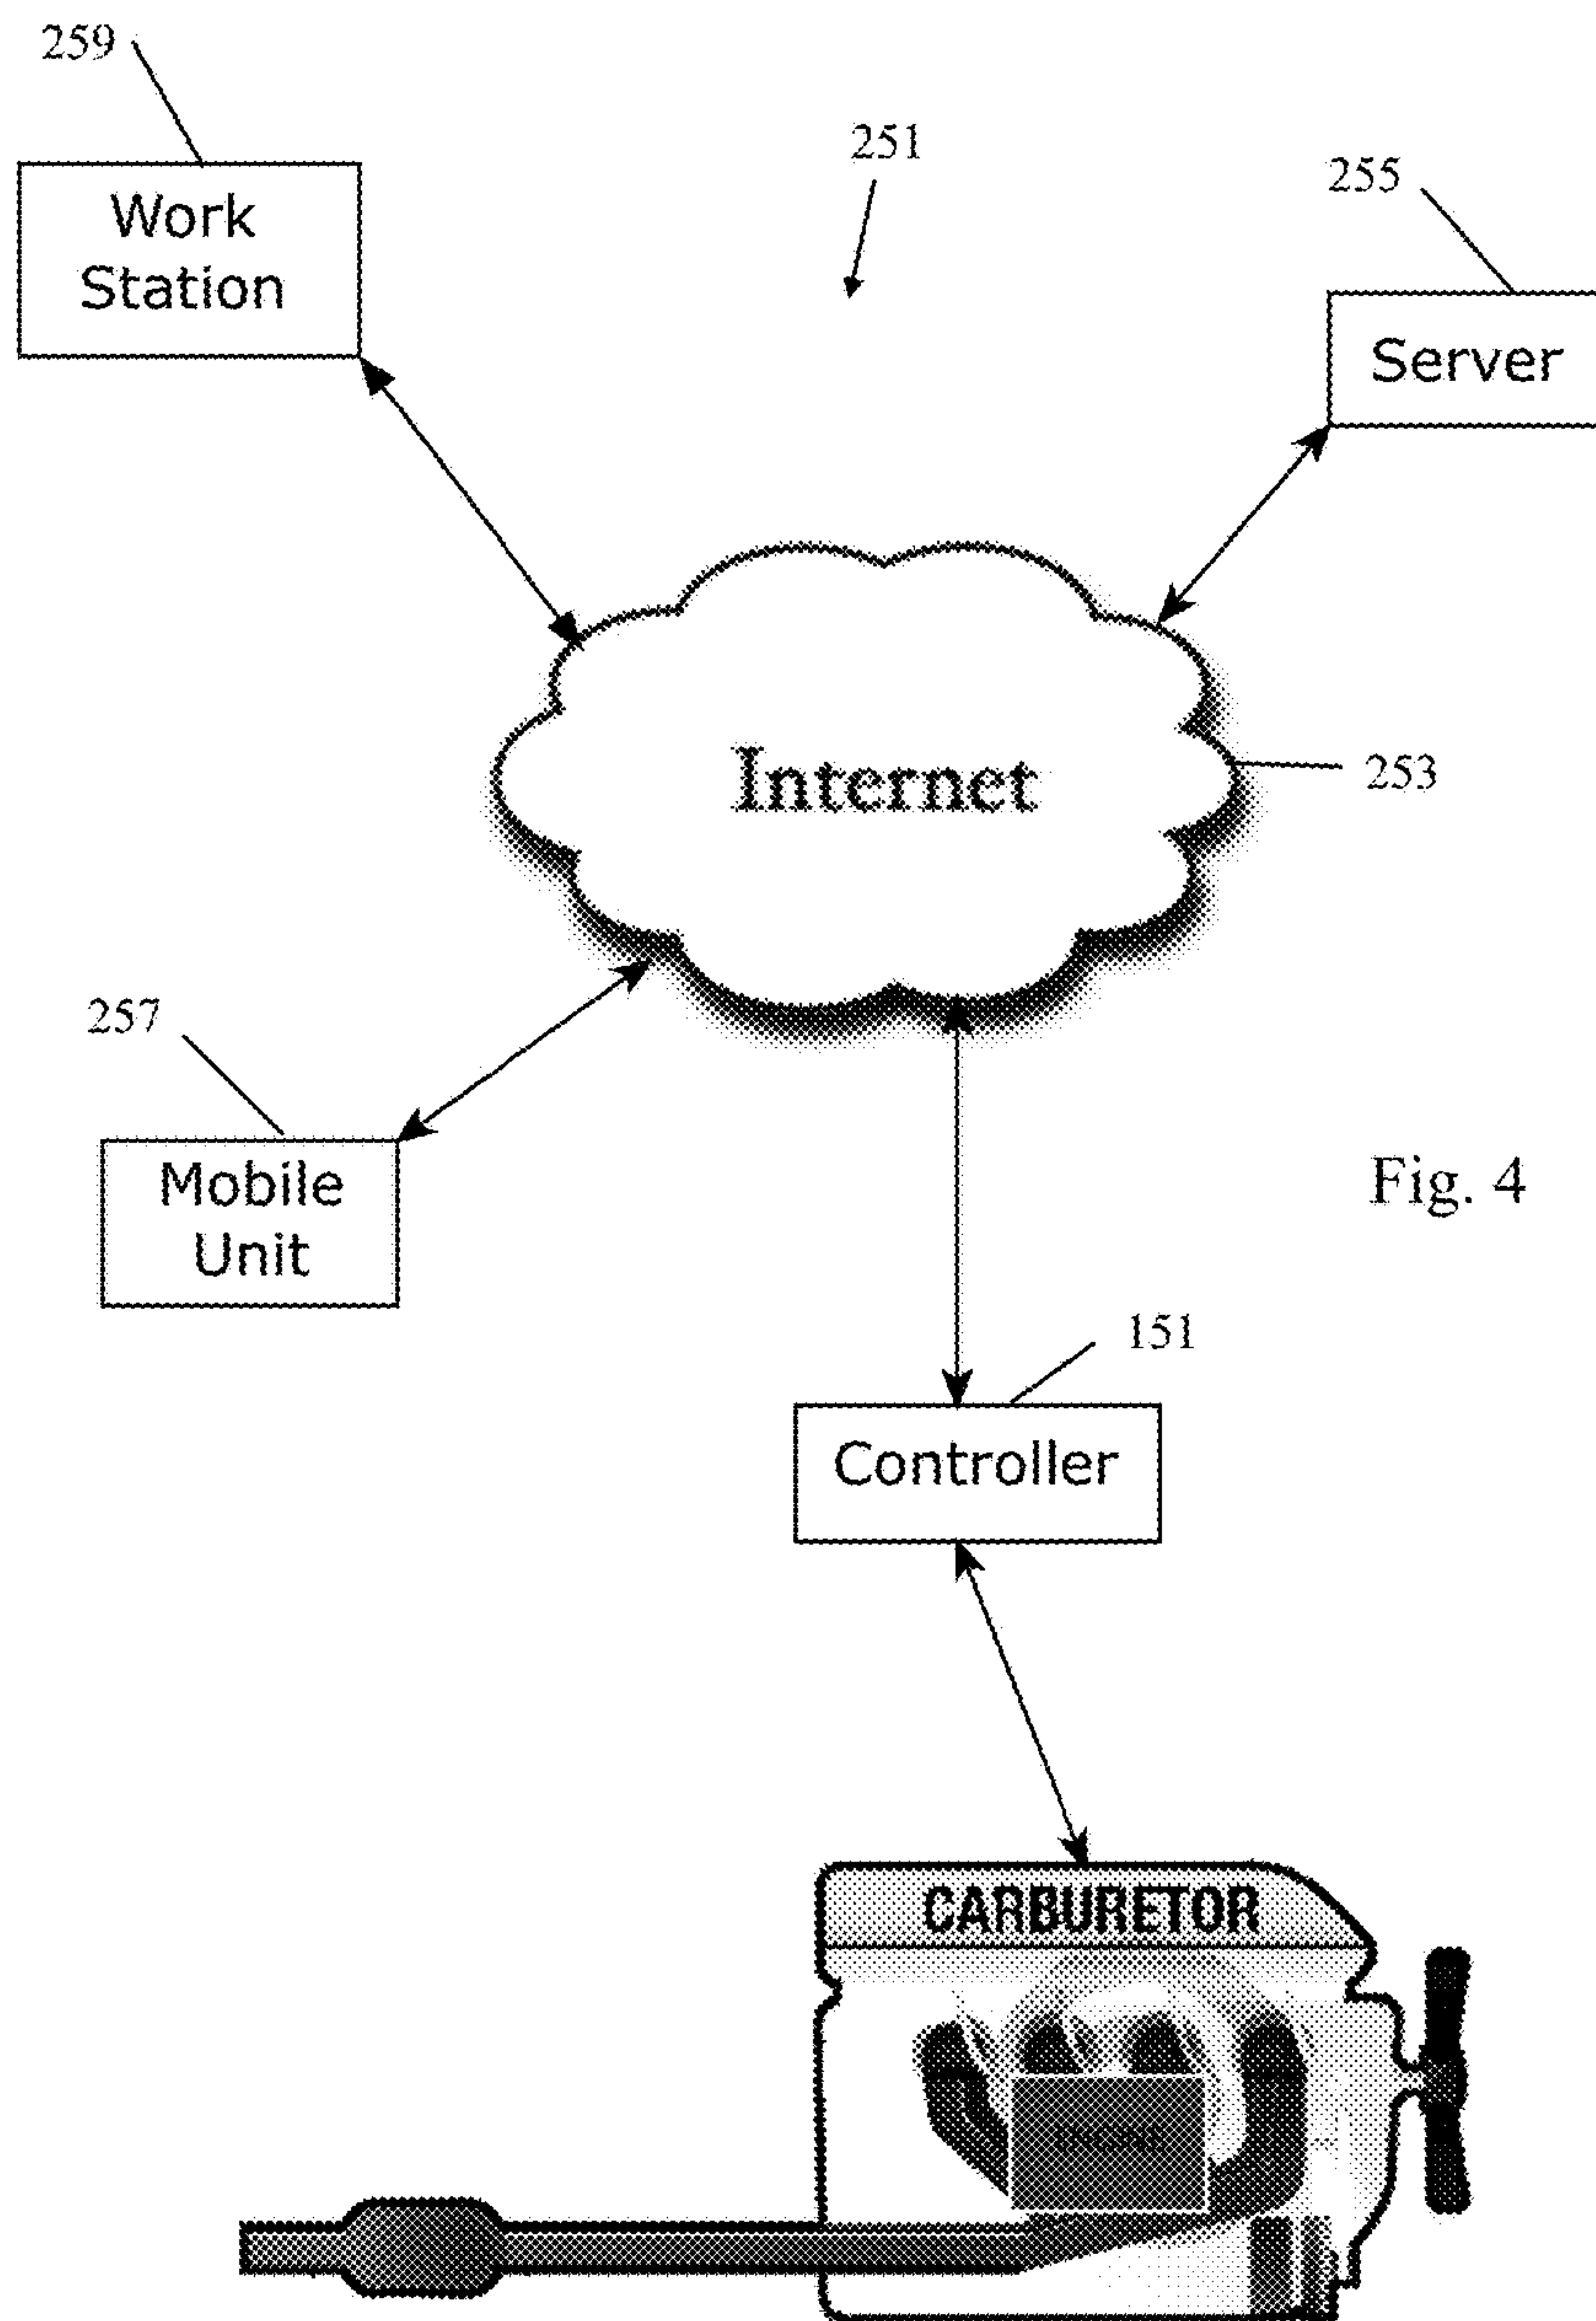 259
251
255
Work
Station
Server
Internet
253
257
Mobile
Unit
Fig. 4
151
Controller
CARBURETOR